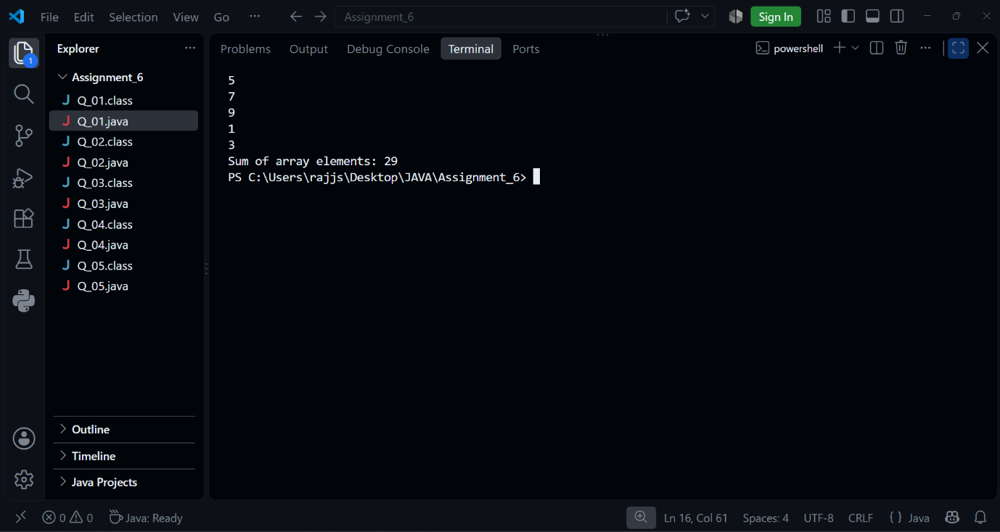 File Edit Selection View Go ··· Assignment_6 Sign In
Explorer ···
Assignment_6
J Q_01.class
J Q_01.java
J Q_02.class
J Q_02.java
J Q_03.class
J Q_03.java
J Q_04.class
J Q_04.java
J Q_05.class
J Q_05.java
Outline
Timeline
Java Projects
1
Problems Output Debug Console Terminal Ports powershell
5
7
9
1
3
Sum of array elements: 29
PS C:\Users\rajjs\Desktop\JAVA\Assignment_6>
0 0 Java: Ready Ln 16, Col 61 Spaces: 4 UTF-8 CRLF {} Java